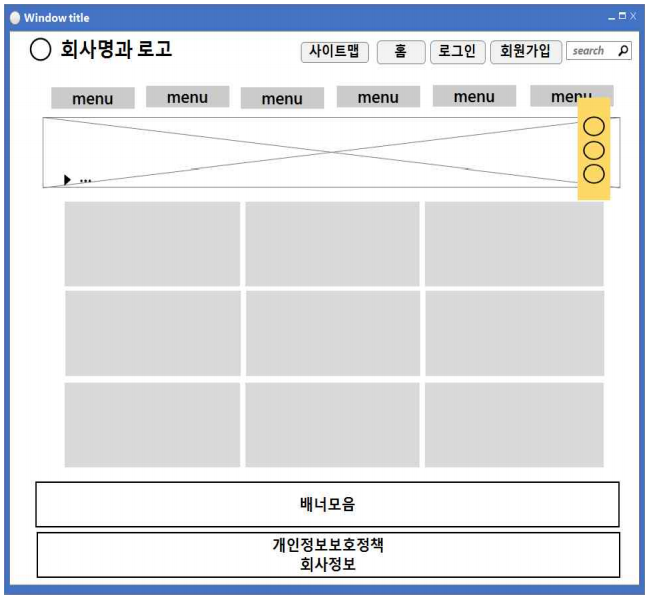 Window title
회사명과 로고
사이트맵 홈 로그인 회원가입 search
menu menu menu menu menu menu
...
배너모음
개인정보보호정책
회사정보